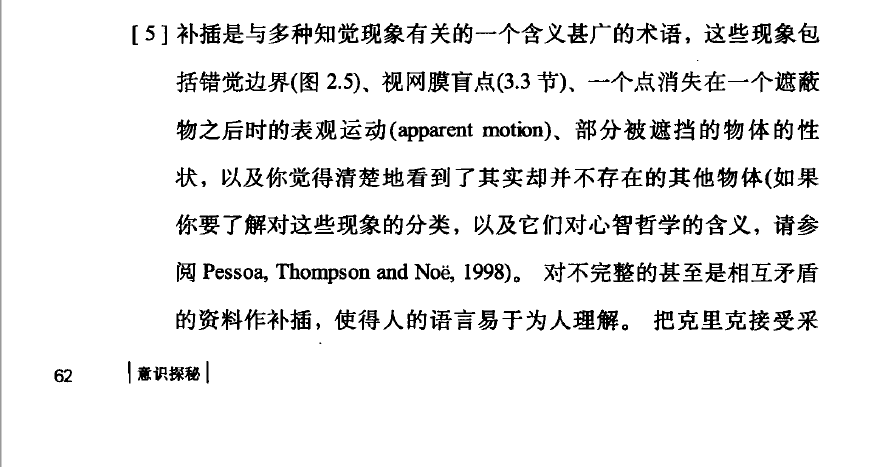 [5] 补插是与多种知觉现象有关的一个含义甚广的术语，这些现象包
括错觉边界(图 2.5)、视网膜盲点(3.3 节)、一个点消失在一个遮蔽
物之后时的表观运动(apparent motion)、部分被遮挡的物体的性
状，以及你觉得清楚地看到了其实却并不存在的其他物体(如果
你要了解对这些现象的分类，以及它们对心智哲学的含义，请参
阅 Pessoa, Thompson and Noë, 1998)。 对不完整的甚至是相互矛盾
的资料作补插，使得人的语言易于为人理解。 把克里克接受采
62 |意识探秘|